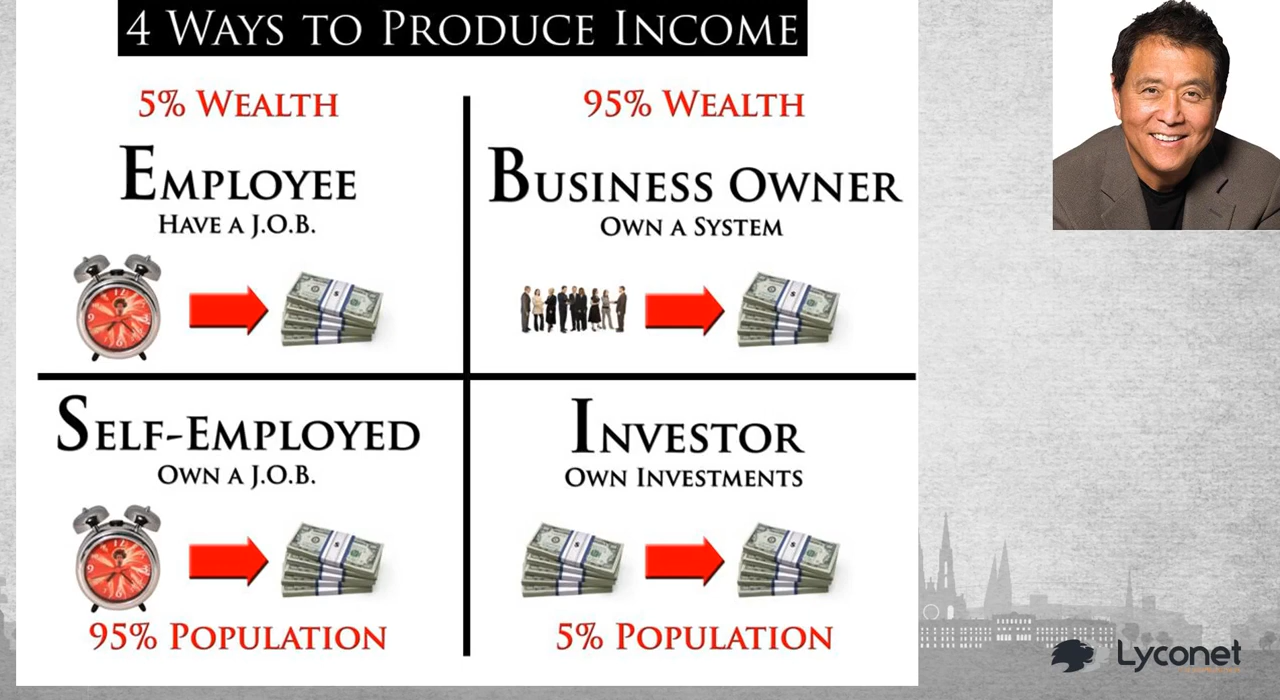 4 WAYS TO PRODUCE INCOME
5% WEALTH
95% WEALTH
EMPLOYEE
HAVE A J.O.B.
BUSINESS OWNER
OWN A SYSTEM
SELF-EMPLOYED
OWN A J.O.B.
INVESTOR
OWN INVESTMENTS
95% POPULATION
5% POPULATION
Lyconet